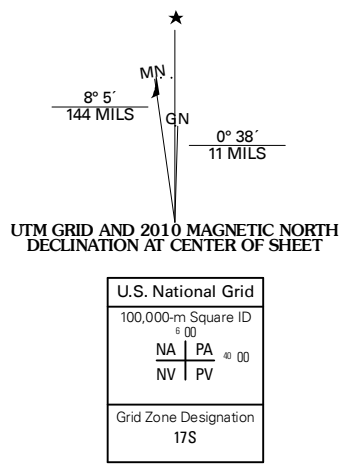 ★
MN
GN
8° 5´
144 MILS
0° 38´
11 MILS
UTM GRID AND 2010 MAGNETIC NORTH
DECLINATION AT CENTER OF SHEET
U.S. National Grid
100,000-m Square ID
6 00
NA PA 40 00
NV PV
Grid Zone Designation
17S